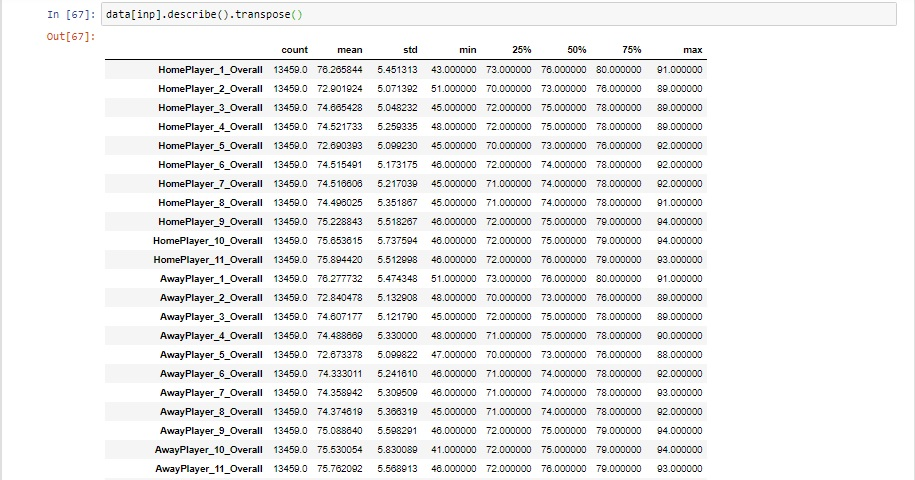 In [67]: data[inp].describe().transpose()
Out[67]:
count mean std min 25% 50% 75% max
HomePlayer_1_Overall 13459.0 76.265844 5.451313 43.000000 73.000000 76.000000 80.000000 91.000000
HomePlayer_2_Overall 13459.0 72.901924 5.071392 51.000000 70.000000 73.000000 76.000000 89.000000
HomePlayer_3_Overall 13459.0 74.665428 5.048232 45.000000 72.000000 75.000000 78.000000 89.000000
HomePlayer_4_Overall 13459.0 74.521733 5.259335 48.000000 72.000000 75.000000 78.000000 89.000000
HomePlayer_5_Overall 13459.0 72.690393 5.099230 45.000000 70.000000 73.000000 76.000000 92.000000
HomePlayer_6_Overall 13459.0 74.515491 5.173175 46.000000 72.000000 74.000000 78.000000 92.000000
HomePlayer_7_Overall 13459.0 74.516606 5.217039 45.000000 71.000000 74.000000 78.000000 92.000000
HomePlayer_8_Overall 13459.0 74.496025 5.351867 45.000000 71.000000 74.000000 78.000000 91.000000
HomePlayer_9_Overall 13459.0 75.228843 5.518267 46.000000 72.000000 75.000000 79.000000 94.000000
HomePlayer_10_Overall 13459.0 75.653615 5.737594 46.000000 72.000000 75.000000 79.000000 94.000000
HomePlayer_11_Overall 13459.0 75.894420 5.512998 46.000000 72.000000 76.000000 79.000000 93.000000
AwayPlayer_1_Overall 13459.0 76.277732 5.474348 51.000000 73.000000 76.000000 80.000000 91.000000
AwayPlayer_2_Overall 13459.0 72.840478 5.132908 48.000000 70.000000 73.000000 76.000000 89.000000
AwayPlayer_3_Overall 13459.0 74.607177 5.121790 45.000000 72.000000 75.000000 78.000000 89.000000
AwayPlayer_4_Overall 13459.0 74.488669 5.330000 48.000000 71.000000 75.000000 78.000000 90.000000
AwayPlayer_5_Overall 13459.0 72.673378 5.099822 47.000000 70.000000 73.000000 76.000000 88.000000
AwayPlayer_6_Overall 13459.0 74.333011 5.241610 46.000000 71.000000 74.000000 78.000000 92.000000
AwayPlayer_7_Overall 13459.0 74.358942 5.309509 46.000000 71.000000 74.000000 78.000000 93.000000
AwayPlayer_8_Overall 13459.0 74.374619 5.366319 45.000000 71.000000 74.000000 78.000000 92.000000
AwayPlayer_9_Overall 13459.0 75.088640 5.598291 46.000000 72.000000 75.000000 79.000000 94.000000
AwayPlayer_10_Overall 13459.0 75.530054 5.830089 41.000000 72.000000 75.000000 79.000000 94.000000
AwayPlayer_11_Overall 13459.0 75.762092 5.568913 46.000000 72.000000 76.000000 79.000000 93.000000